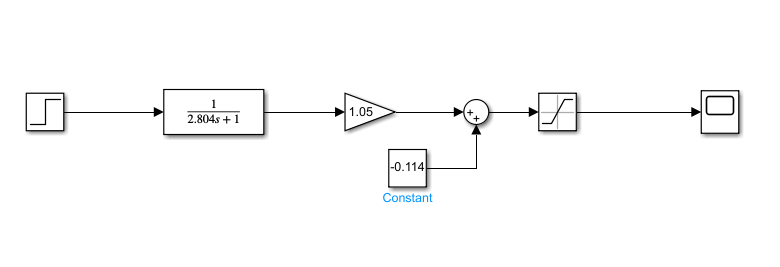 1
2.804s + 1
1.05
+
+
-0.114
Constant